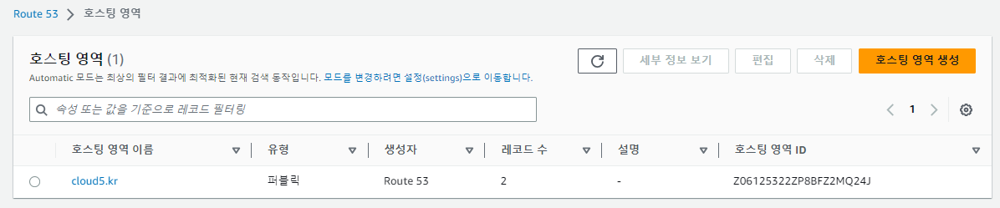 Route 53 > 호스팅 영역
호스팅 영역 (1)
세부 정보 보기 편집 삭제 호스팅 영역 생성
Automatic 모드는 최상의 필터 결과에 최적화된 현재 검색 동작입니다. 모드를 변경하려면 설정(settings)으로 이동합니다.
속성 또는 값을 기준으로 레코드 필터링
1
호스팅 영역 이름 유형 생성자 레코드 수 설명 호스팅 영역 ID
cloud5.kr 퍼블릭 Route 53 2 - Z06125322ZP8BFZ2MQ24J